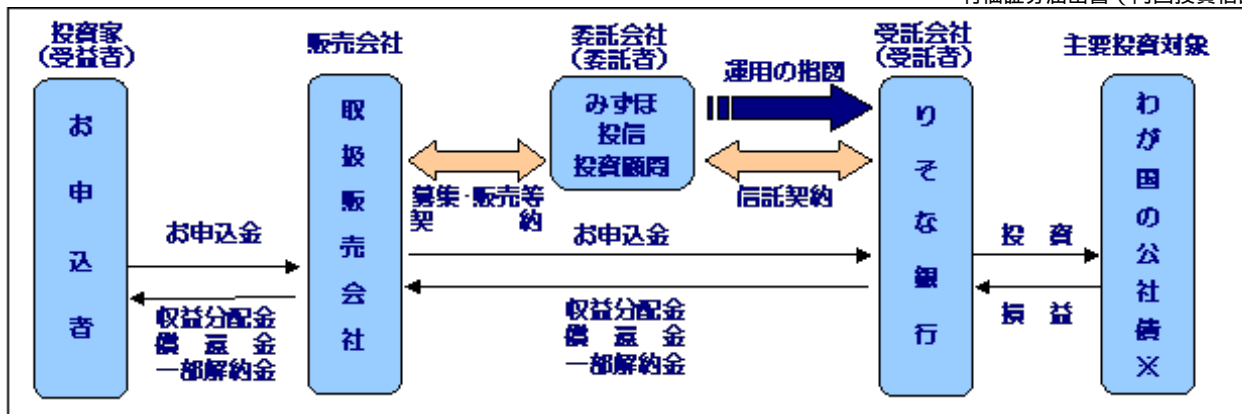 投資家
(受益者)
販売会社
委託会社
(委託者)
受託会社
(受託者)
主要投資対象
お申込者
取扱販売会社
みずほ
投信
投資顧問
運用の指図
りそな銀行
わが国の公社債※
募集・販売等
契約
信託契約
お申込金
お申込金
投資
収益分配金
償還金
一部解約金
収益分配金
償還金
一部解約金
損益